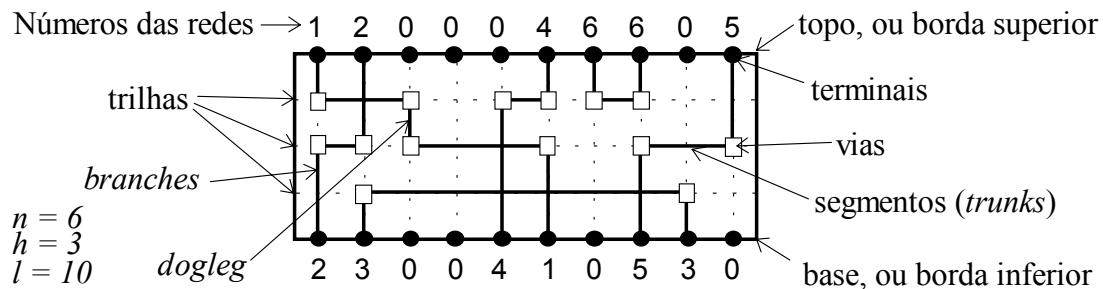 Números das redes 1 2 0 0 0 4 6 6 0 5 topo, ou borda superior
terminais
trilhas
vias
branches
segmentos (trunks)
n = 6
h = 3
l = 10
dogleg
2 3 0 0 4 1 0 5 3 0 base, ou borda inferior